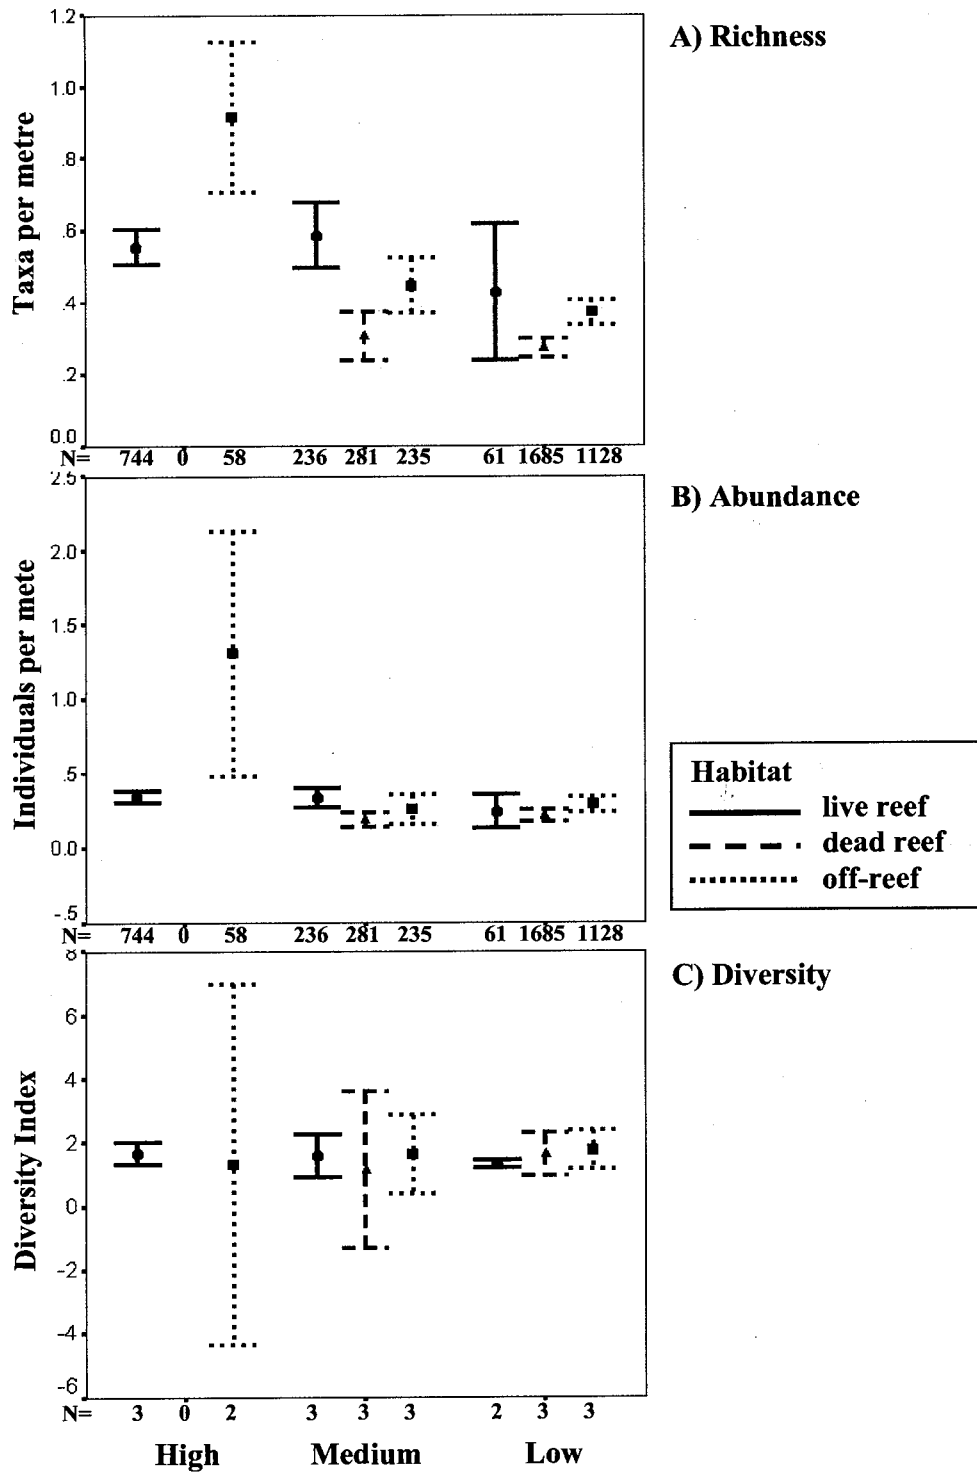 A) Richness
Taxa per metre
1.2
1.0
.8
.6
.4
.2
0.0
N= 744 0 58 236 281 235 61 1685 1128
B) Abundance
Individuals per mete
2.5
2.0
1.5
1.0
.5
0.0
-.5
N= 744 0 58 236 281 235 61 1685 1128
Habitat
live reef
dead reef
off-reef
C) Diversity
Diversity Index
8
6
4
2
0
-2
-4
-6
N= 3 0 2 3 3 3 2 3 3
High Medium Low